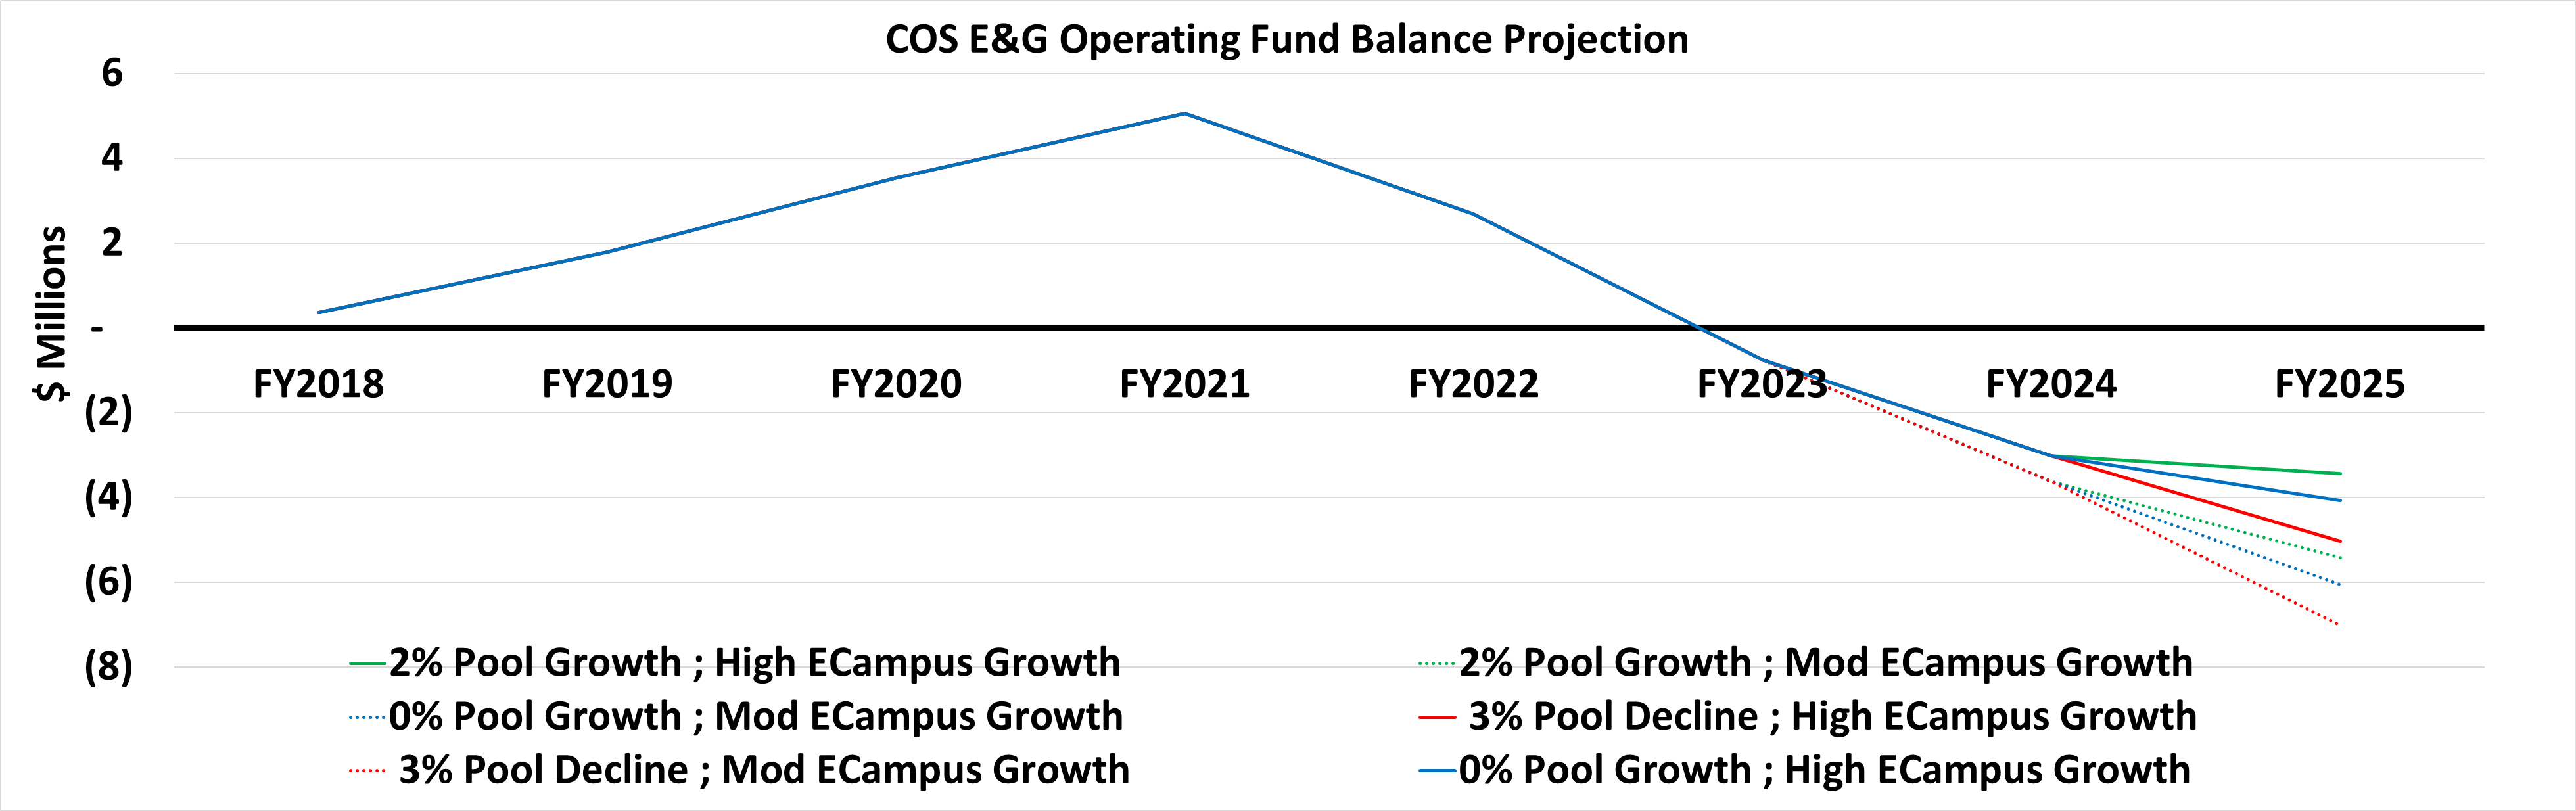 COS E&G Operating Fund Balance Projection
$ Millions
6
4
2
-
(2)
(4)
(6)
(8)
FY2018 FY2019 FY2020 FY2021 FY2022 FY2023 FY2024 FY2025
2% Pool Growth ; High ECampus Growth
2% Pool Growth ; Mod ECampus Growth
0% Pool Growth ; Mod ECampus Growth
3% Pool Decline ; High ECampus Growth
3% Pool Decline ; Mod ECampus Growth
0% Pool Growth ; High ECampus Growth